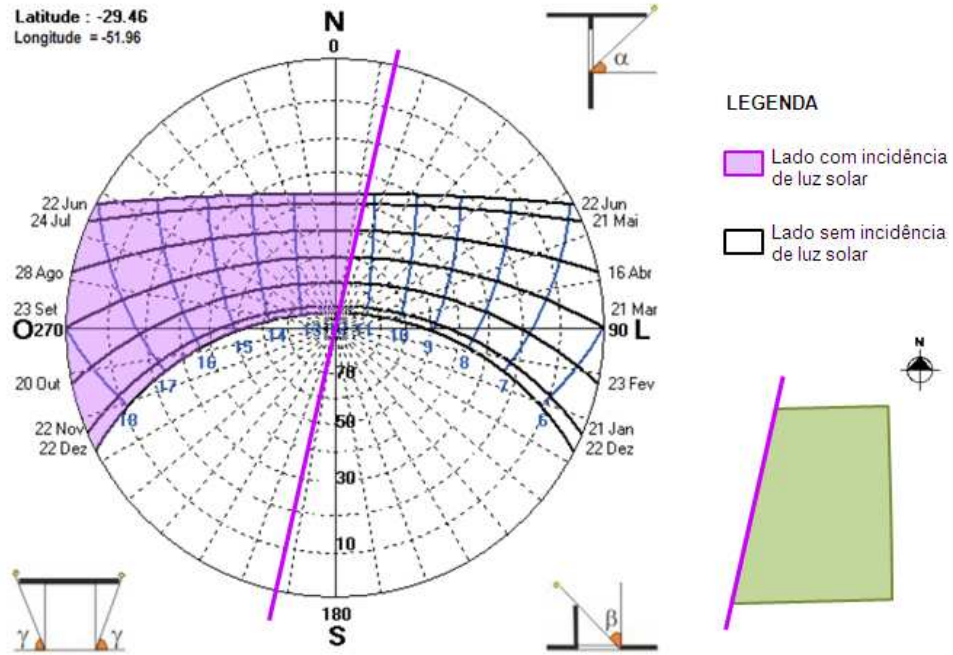 Latitude : -29.46
Longitude = -51.96
N
0
α
LEGENDA
Lado com incidência
de luz solar
Lado sem incidência
de luz solar
22 Jun
24 Jul
28 Ago
23 Set
O 270
20 Out
22 Nov
22 Dez
22 Jun
21 Mai
16 Abr
21 Mar
90 L
23 Fev
21 Jan
22 Dez
18
17
16
15
14
13
11
10
9
8
7
6
70
50
30
10
180
S
N
γ
γ
β